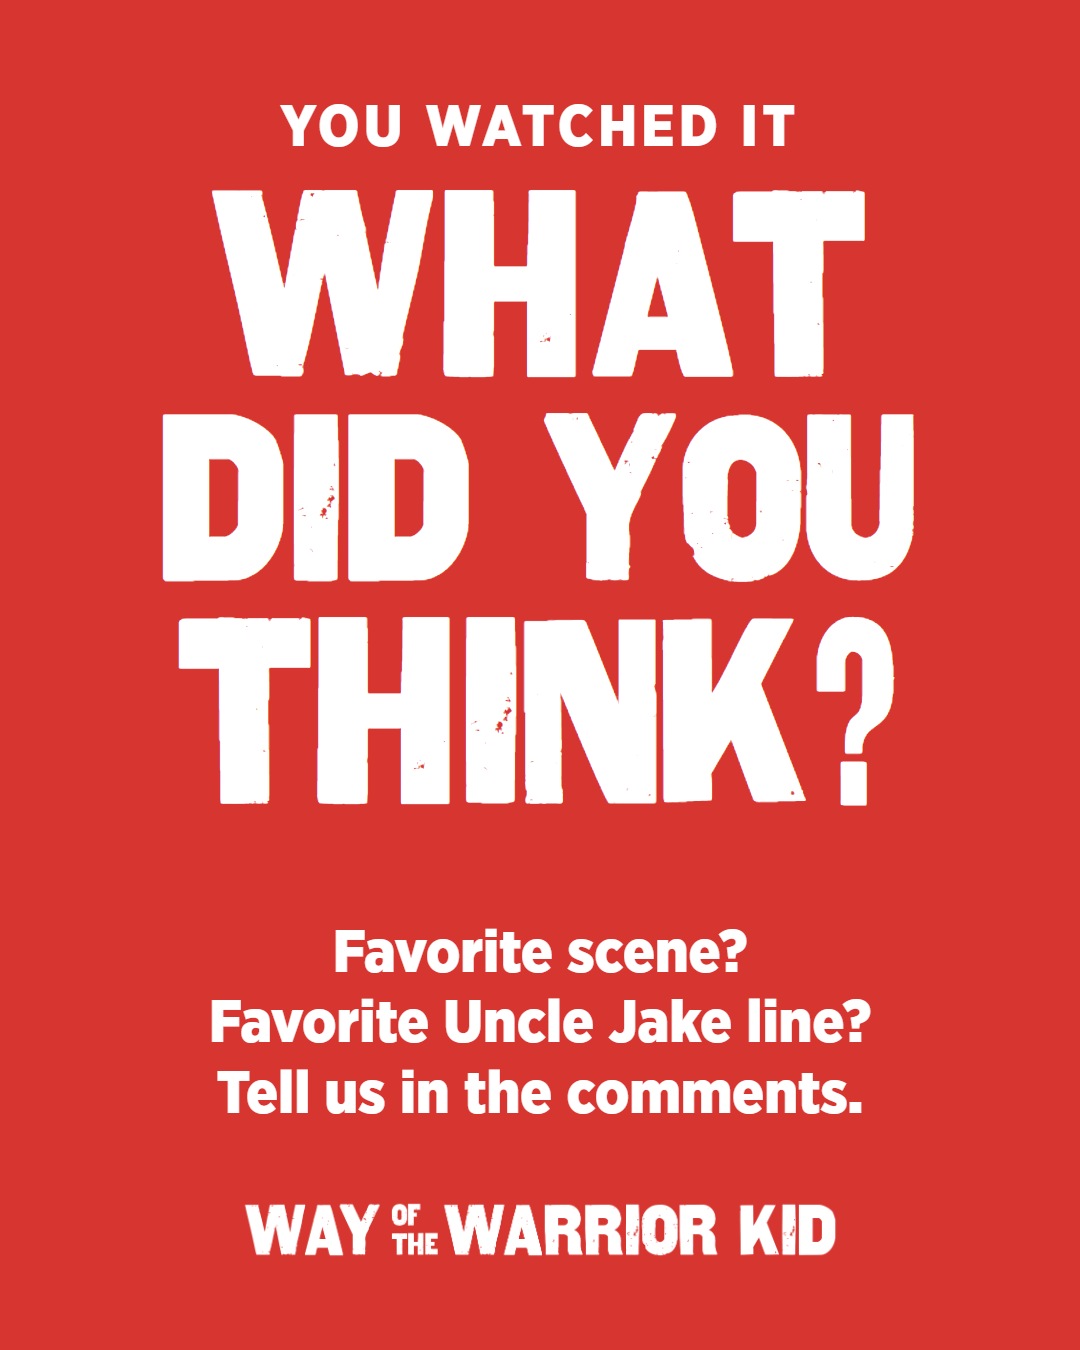 YOU WATCHED IT
WHAT
DID YOU
THINK?
Favorite scene?
Favorite Uncle Jake line?
Tell us in the comments.
WAY OF THE WARRIOR KID